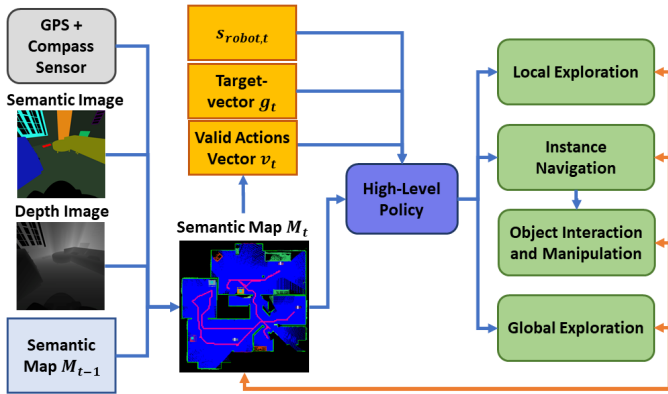 GPS +
Compass
Sensor
Semantic Image
Depth Image
Semantic
Map M_{t-1}
s_{robot,t}
Target-
vector g_t
Valid Actions
Vector v_t
Semantic Map M_t
High-Level
Policy
Local Exploration
Instance
Navigation
Object Interaction
and Manipulation
Global Exploration